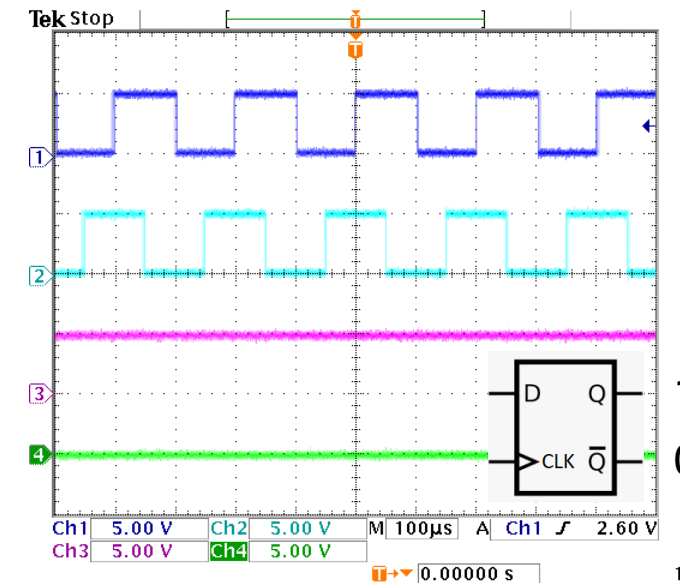 Tek Stop
T
T
1
2
3
D Q
4
> CLK Q̅
Ch1 5.00 V Ch2 5.00 V M 100µs A Ch1 ƒ 2.60 V
Ch3 5.00 V Ch4 5.00 V
T→▼ 0.00000 s